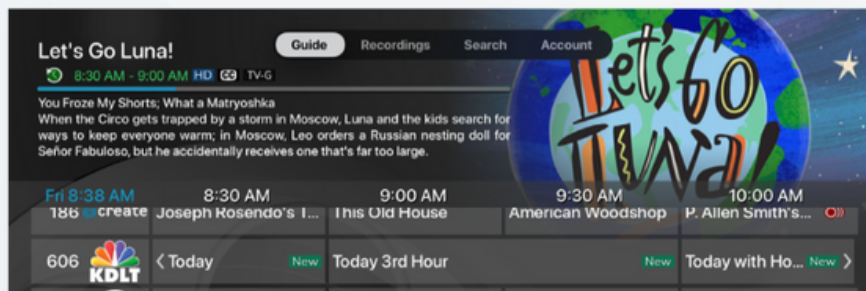 Let's Go Luna!
Guide Recordings Search Account
8:30 AM - 9:00 AM HD CC TV-G
You Froze My Shorts; What a Matryoshka
When the Circo gets trapped by a storm in Moscow, Luna and the kids search for
ways to keep everyone warm; in Moscow, Leo orders a Russian nesting doll for
Señor Fabuloso, but he accidentally receives one that's far too large.
Let's Go
Luna!
Fri 8:38 AM 8:30 AM 9:00 AM 9:30 AM 10:00 AM
186 create Joseph Rosendo's T... This Old House American Woodshop P. Allen Smith's...
606 KDLT Today New Today 3rd Hour New Today with Ho... New